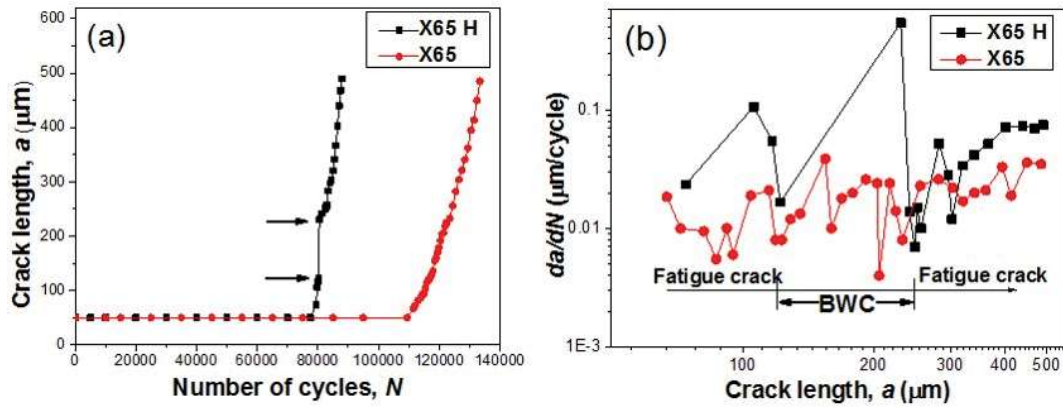 (a)
X65 H
X65
600
500
400
300
200
100
0
Crack length, a (μm)
0 20000 40000 60000 80000 100000 120000 140000
Number of cycles, N
(b)
X65 H
X65
0.1
0.01
1E-3
da/dN (μm/cycle)
Fatigue crack
BWC
Fatigue crack
100 200 300 400 500
Crack length, a (μm)